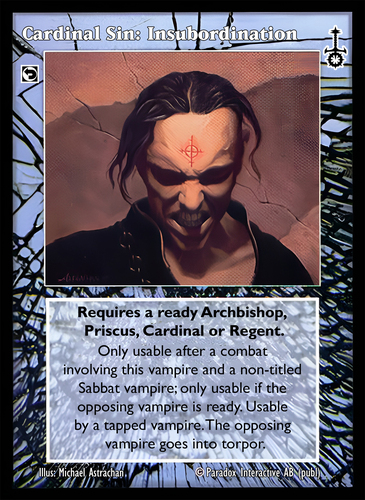 Cardinal Sin: Insubordination
Requires a ready Archbishop,
Priscus, Cardinal or Regent.
Only usable after a combat
involving this vampire and a non-titled
Sabbat vampire; only usable if the
opposing vampire is ready. Usable
by a tapped vampire. The opposing
vampire goes into torpor.
Illus: Michael Astrachan
© Paradox Interactive AB (publ)